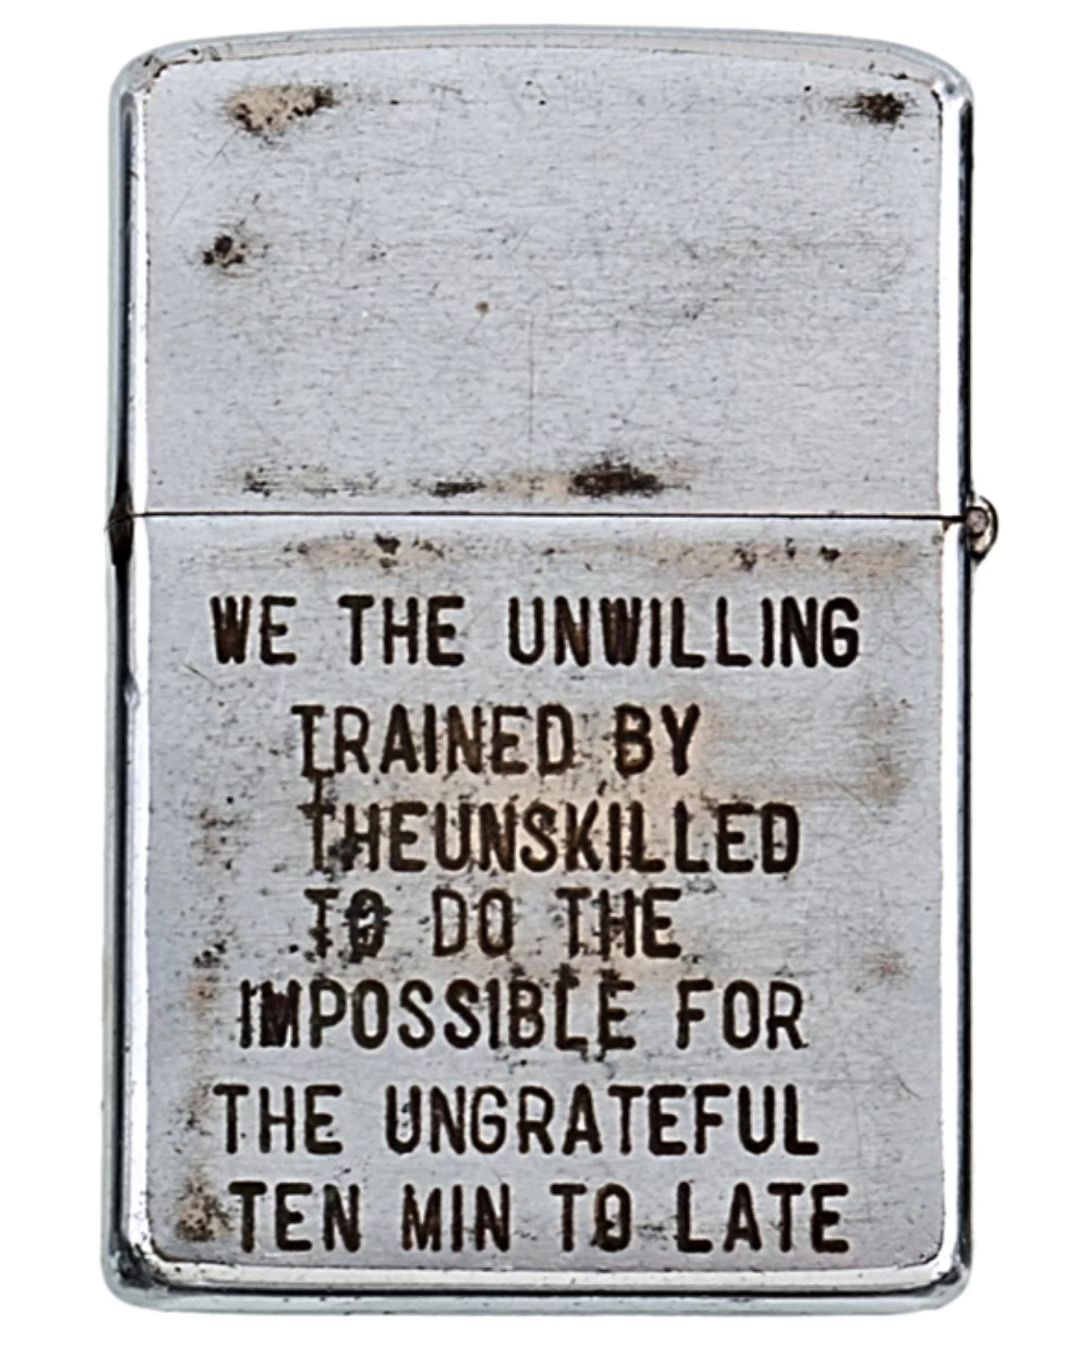 WE THE UNWILLING
TRAINED BY
THEUNSKILLED
TO DO THE
IMPOSSIBLE FOR
THE UNGRATEFUL
TEN MIN TO LATE